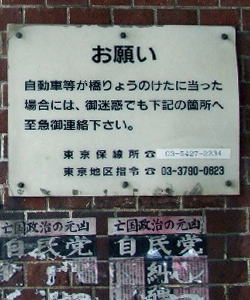 お願い
自動車等が橋りょうのけたに当った
場合には、御迷惑でも下記の箇所へ
至急御連絡下さい。
東京保線所☎03-5427-2334
東京地区指令☎03-3790-0823
亡国政治の元凶 亡国政治の元凶
自民党 自民党
糾